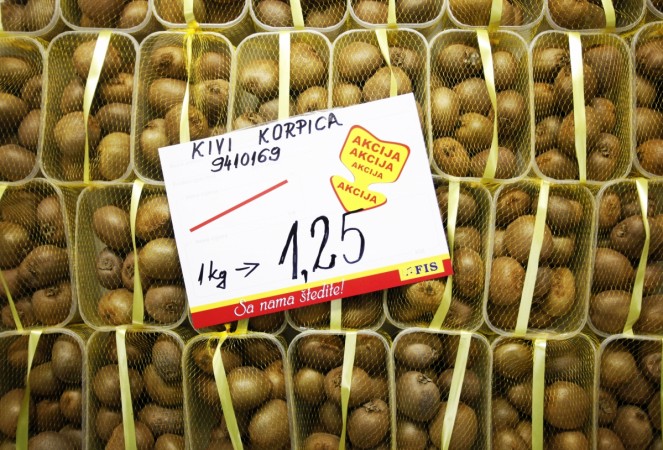 KIVI KORPICA
9410169
AKCIJA
AKCIJA
AKCIJA
AKCIJA
1kg → 1,25
FIS
Sa nama štedite!